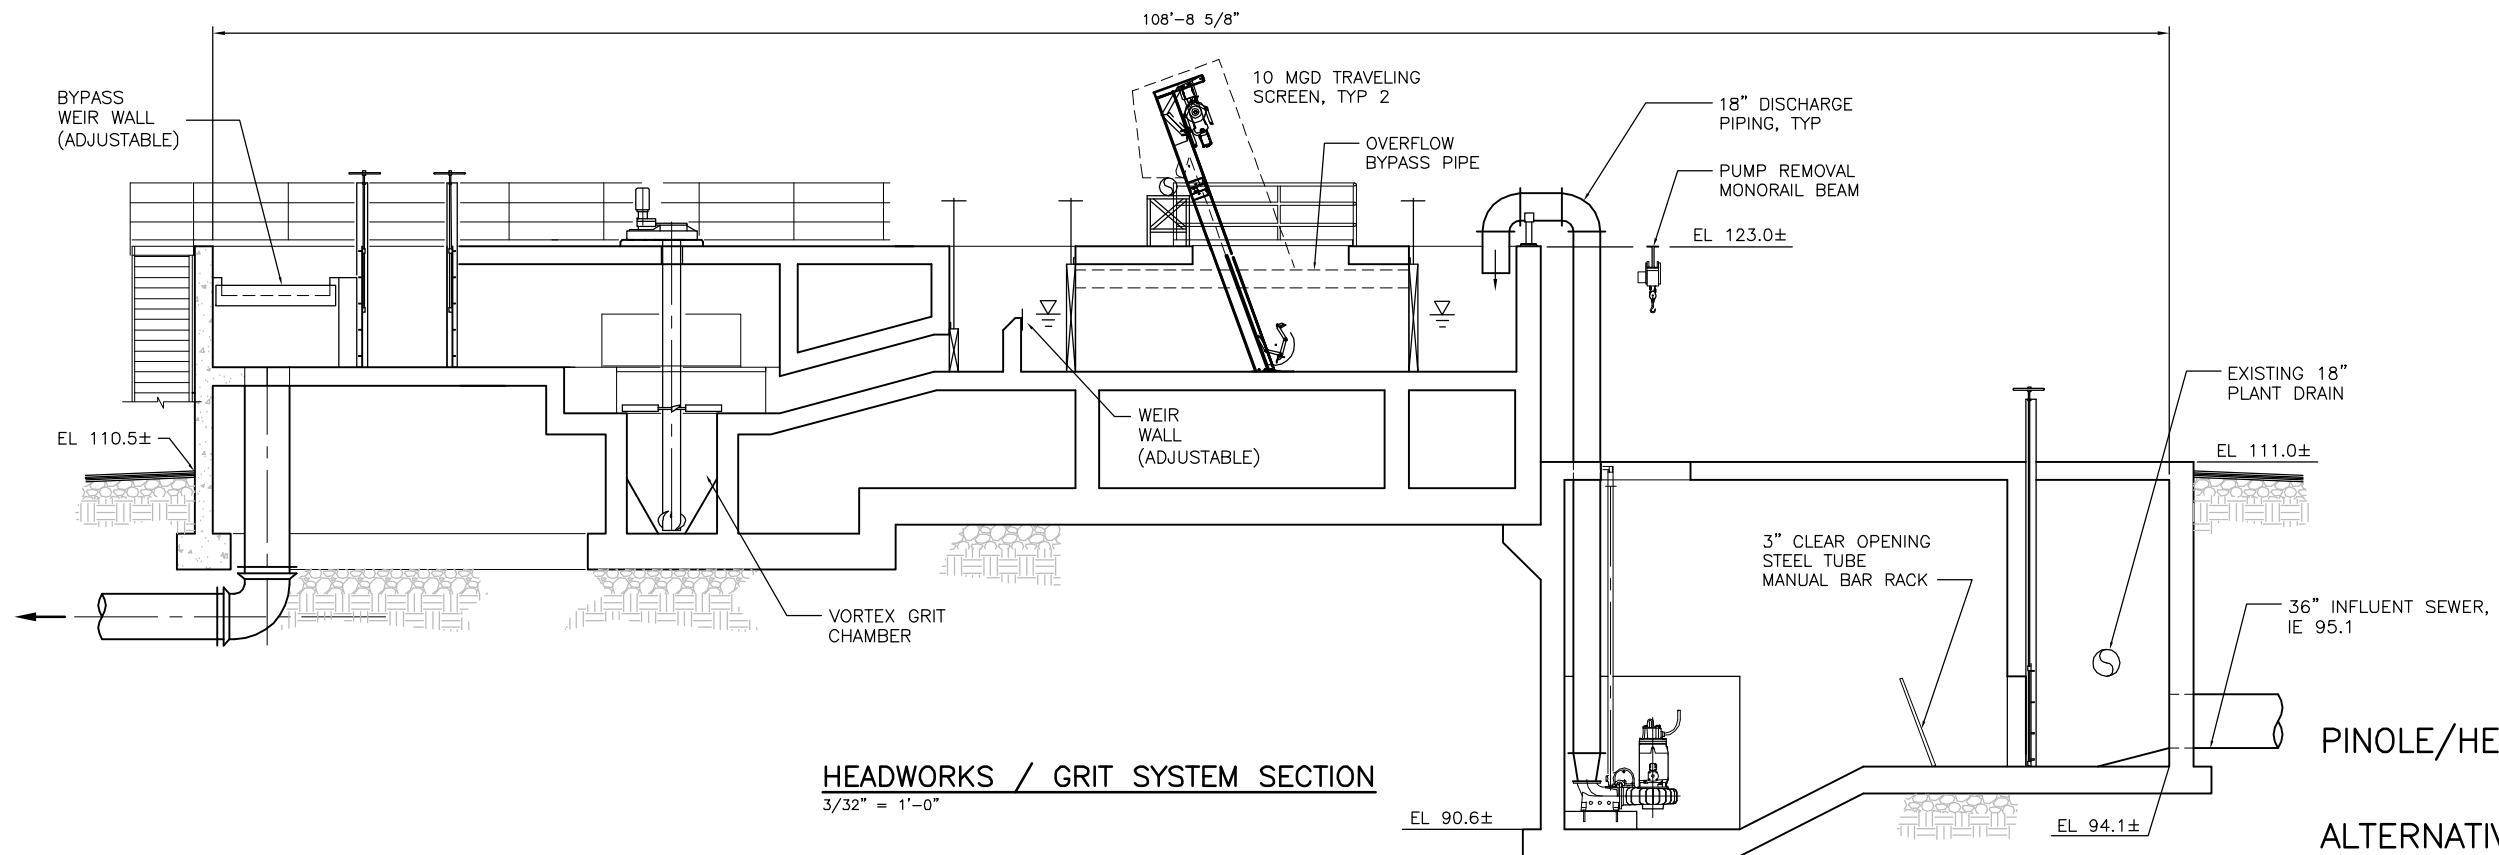 108'-8 5/8"
BYPASS
WEIR WALL
(ADJUSTABLE)
10 MGD TRAVELING
SCREEN, TYP 2
OVERFLOW
BYPASS PIPE
18" DISCHARGE
PIPING, TYP
PUMP REMOVAL
MONORAIL BEAM
EL 123.0±
EXISTING 18"
PLANT DRAIN
EL 110.5±
WEIR
WALL
(ADJUSTABLE)
EL 111.0±
3" CLEAR OPENING
STEEL TUBE
MANUAL BAR RACK
VORTEX GRIT
CHAMBER
36" INFLUENT SEWER,
IE 95.1
HEADWORKS / GRIT SYSTEM SECTION
3/32" = 1'-0"
EL 90.6±
EL 94.1±
PINOLE/HE
ALTERNATIV